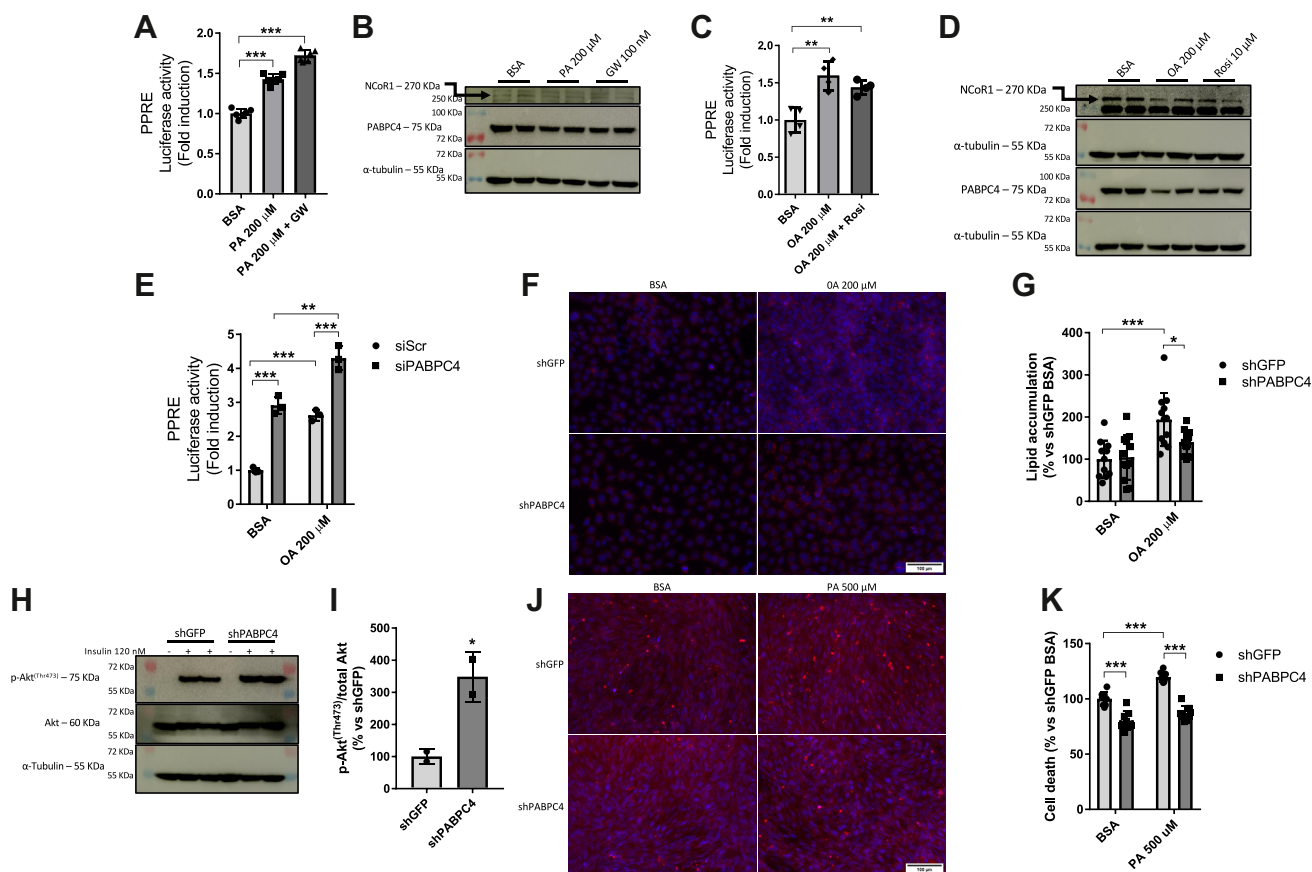 A
PPRE
Luciferase activity
(Fold induction)
2.0
1.5
1.0
0.0
***
***
BSA
PA 200 μM
PA 200 μM + GW
B
BSA
PA 200 μM
GW 100 nM
NCoR1 – 270 KDa
250 KDa
100 KDa
PABPC4 – 75 KDa
72 KDa
72 KDa
α-tubulin – 55 KDa
55 KDa
C
PPRE
Luciferase activity
(Fold induction)
2.0
1.5
1.0
0.5
0.0
**
**
BSA
OA 200 μM
OA 200 μM + Rosi
D
BSA
OA 200 μM
Rosi 10 μM
NCoR1 – 270 KDa
250 KDa
72 KDa
α-tubulin – 55 KDa
55 KDa
100 KDa
PABPC4 – 75 KDa
72 KDa
72 KDa
α-tubulin – 55 KDa
55 KDa
E
PPRE
Luciferase activity
(Fold induction)
5
4
3
2
1
0
**
***
***
***
siScr
siPABPC4
BSA
OA 200 μM
F
BSA
0A 200 μM
shGFP
shPABPC4
100 μm
G
Lipid accumulation
(% vs shGFP BSA)
400
300
200
100
0
***
*
shGFP
shPABPC4
BSA
OA 200 μM
H
shGFP
shPABPC4
Insulin 120 nM - + + - + +
72 KDa
p-Akt(Thr473) – 75 KDa
55 KDa
72 KDa
Akt – 60 KDa
55 KDa
72 KDa
α-Tubulin – 55 KDa
55 KDa
I
p-Akt(Thr473)/total Akt
(% vs shGFP)
500
400
300
200
100
0
*
shGFP
shPABPC4
J
BSA
PA 500 μM
shGFP
shPABPC4
100 μm
K
Cell death (% vs shGFP BSA)
150
100
50
0
***
***
***
shGFP
shPABPC4
BSA
PA 500 uM